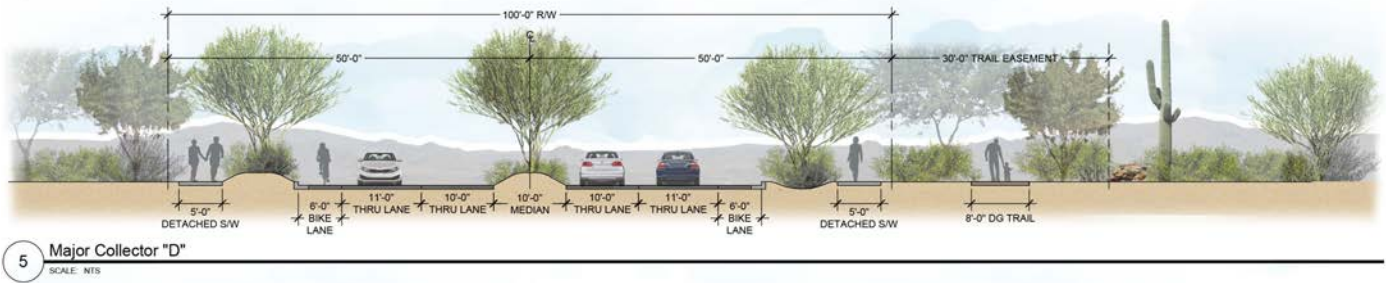 100'-0" R/W
℄
50'-0"
50'-0"
30'-0" TRAIL EASEMENT
5'-0"
DETACHED S/W
6'-0"
BIKE
LANE
11'-0"
THRU LANE
10'-0"
THRU LANE
10'-0"
MEDIAN
10'-0"
THRU LANE
11'-0"
THRU LANE
6'-0"
BIKE
LANE
5'-0"
DETACHED S/W
8'-0" DG TRAIL
5
Major Collector "D"
SCALE: NTS